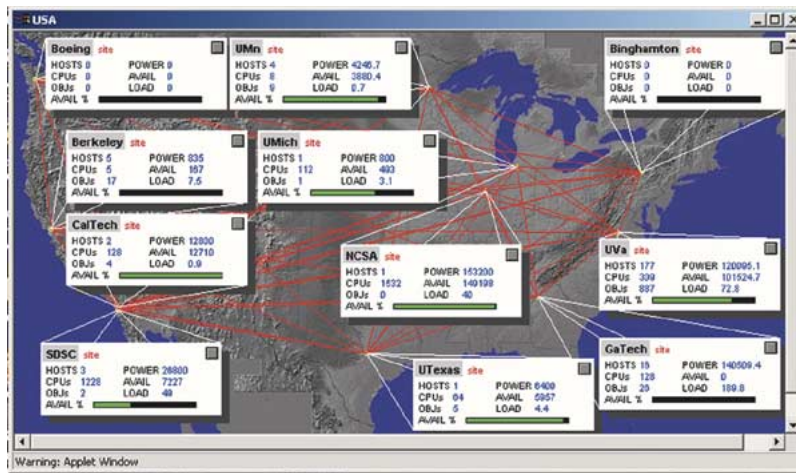 USA
Boeing site
HOSTS 0 POWER 0
CPUs 0 AVAIL 0
OBJs 0 LOAD 0
AVAIL %
UMn site
HOSTS 4 POWER 4246.7
CPUs 8 AVAIL 3880.4
OBJs 9 LOAD 0.7
AVAIL %
Binghamton site
HOSTS 0 POWER 0
CPUs 0 AVAIL 0
OBJs 0 LOAD 0
AVAIL %
Berkeley site
HOSTS 5 POWER 835
CPUs 5 AVAIL 167
OBJs 17 LOAD 7.5
AVAIL %
UMich site
HOSTS 1 POWER 800
CPUs 112 AVAIL 493
OBJs 1 LOAD 3.1
AVAIL %
CalTech site
HOSTS 2 POWER 12800
CPUs 128 AVAIL 12710
OBJs 4 LOAD 0.9
AVAIL %
NCSA site
HOSTS 1 POWER 153200
CPUs 1532 AVAIL 149198
OBJs 0 LOAD 40
AVAIL %
UVa site
HOSTS 177 POWER 120095.1
CPUs 339 AVAIL 101524.7
OBJs 887 LOAD 72.8
AVAIL %
SDSC site
HOSTS 3 POWER 26800
CPUs 1228 AVAIL 7227
OBJs 2 LOAD 49
AVAIL %
UTexas site
HOSTS 1 POWER 6400
CPUs 64 AVAIL 5957
OBJs 5 LOAD 4.4
AVAIL %
GaTech site
HOSTS 16 POWER 140509.4
CPUs 128 AVAIL 0
OBJs 26 LOAD 189.8
AVAIL %
Warning: Applet Window